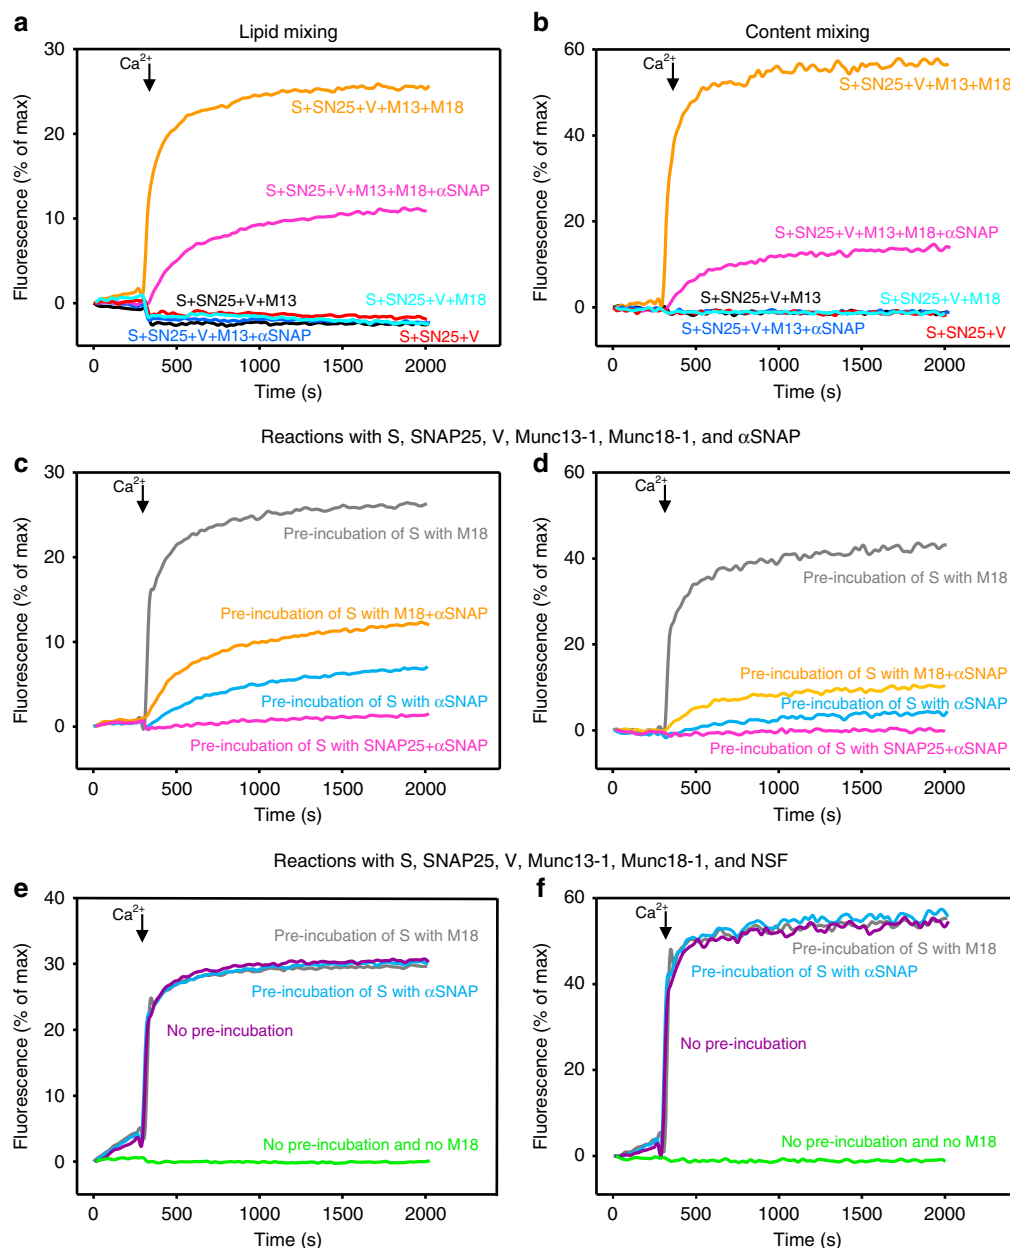 a
Lipid mixing
Ca2+
30
20
10
0
Fluorescence (% of max)
S+SN25+V+M13+M18
S+SN25+V+M13+M18+αSNAP
S+SN25+V+M13
S+SN25+V+M18
S+SN25+V+M13+αSNAP
S+SN25+V
0 500 1000 1500 2000
Time (s)
b
Content mixing
Ca2+
60
40
20
0
Fluorescence (% of max)
S+SN25+V+M13+M18
S+SN25+V+M13+M18+αSNAP
S+SN25+V+M13
S+SN25+V+M18
S+SN25+V+M13+αSNAP
S+SN25+V
0 500 1000 1500 2000
Time (s)
Reactions with S, SNAP25, V, Munc13-1, Munc18-1, and αSNAP
c
Ca2+
30
20
10
0
Fluorescence (% of max)
Pre-incubation of S with M18
Pre-incubation of S with M18+αSNAP
Pre-incubation of S with αSNAP
Pre-incubation of S with SNAP25+αSNAP
0 500 1000 1500 2000
Time (s)
d
Ca2+
60
40
20
0
Fluorescence (% of max)
Pre-incubation of S with M18
Pre-incubation of S with M18+αSNAP
Pre-incubation of S with αSNAP
Pre-incubation of S with SNAP25+αSNAP
0 500 1000 1500 2000
Time (s)
Reactions with S, SNAP25, V, Munc13-1, Munc18-1, and NSF
e
Ca2+
40
30
20
10
0
Fluorescence (% of max)
Pre-incubation of S with M18
Pre-incubation of S with αSNAP
No pre-incubation
No pre-incubation and no M18
0 500 1000 1500 2000
Time (s)
f
Ca2+
60
40
20
0
Fluorescence (% of max)
Pre-incubation of S with M18
Pre-incubation of S with αSNAP
No pre-incubation
No pre-incubation and no M18
0 500 1000 1500 2000
Time (s)